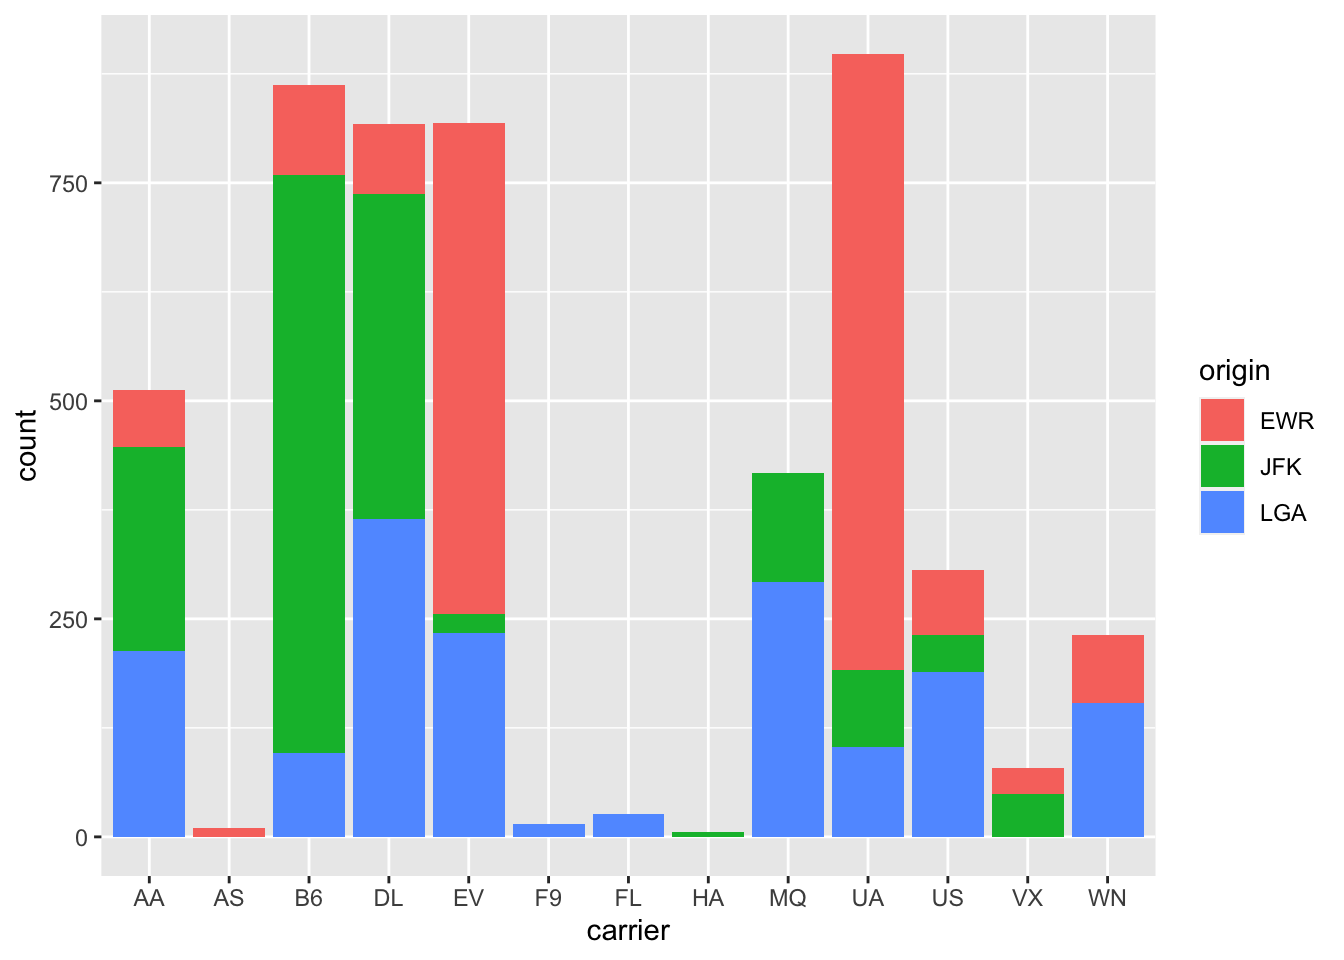 count
750
500
250
0
AA AS B6 DL EV F9 FL HA MQ UA US VX WN
carrier
origin
EWR
JFK
LGA